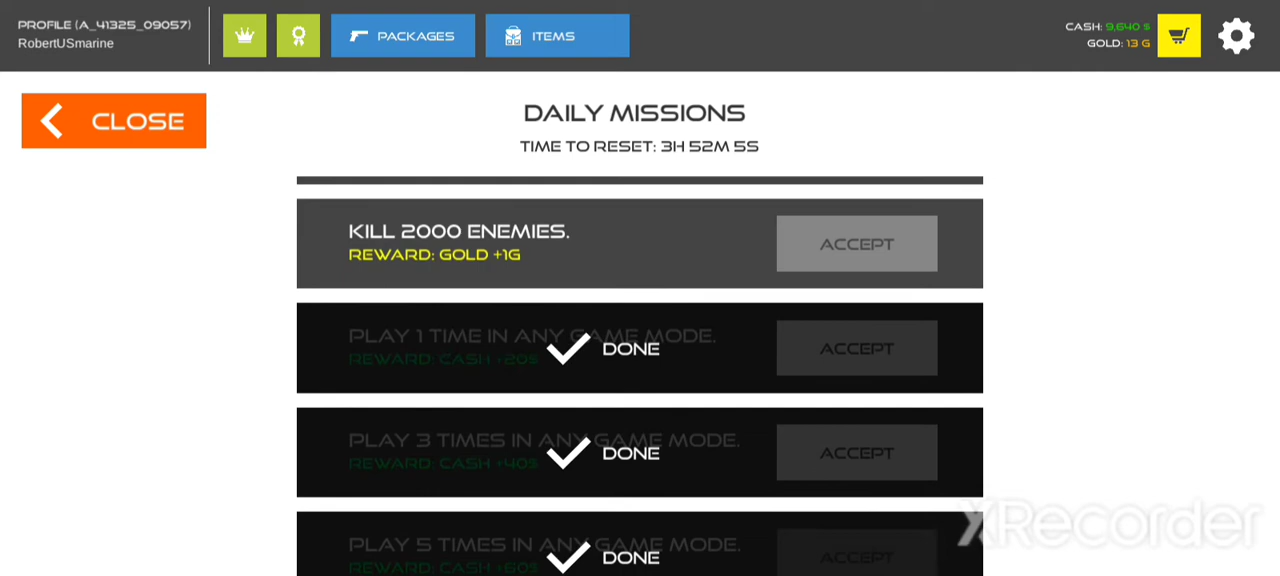 PROFILE (A_41325_09057)
RobertUSmarine
PACKAGES
ITEMS
CASH: 9,640 $
GOLD: 13 G
CLOSE
DAILY MISSIONS
TIME TO RESET: 3H 52M 5S
KILL 2000 ENEMIES.
REWARD: GOLD +1G
ACCEPT
PLAY 1 TIME IN ANY GAME MODE.
REWARD: CASH +20$
DONE
ACCEPT
PLAY 3 TIMES IN ANY GAME MODE.
REWARD: CASH +40$
DONE
ACCEPT
PLAY 5 TIMES IN ANY GAME MODE.
REWARD: CASH +60$
DONE
ACCEPT
XRecorder